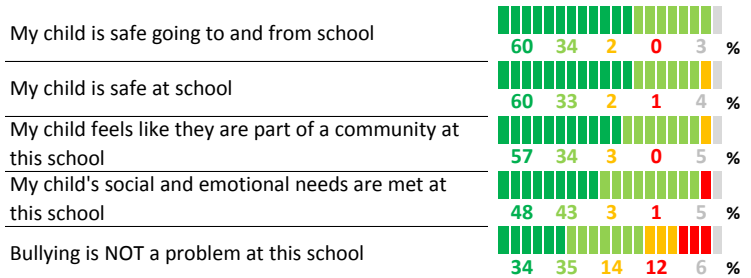 My child is safe going to and from school
60 34 2 0 3 %
My child is safe at school
60 33 2 1 4 %
My child feels like they are part of a community at
this school
57 34 3 0 5 %
My child's social and emotional needs are met at
this school
48 43 3 1 5 %
Bullying is NOT a problem at this school
34 35 14 12 6 %